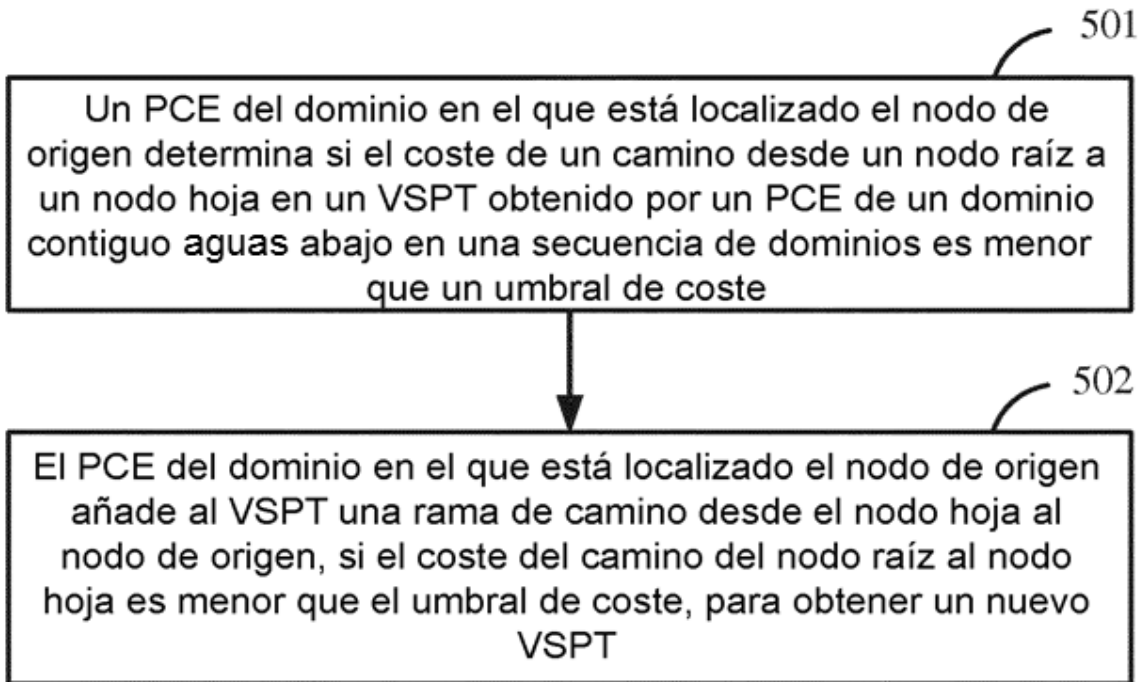 501
Un PCE del dominio en el que está localizado el nodo de
origen determina si el coste de un camino desde un nodo raíz a
un nodo hoja en un VSPT obtenido por un PCE de un dominio
contiguo aguas abajo en una secuencia de dominios es menor
que un umbral de coste
502
El PCE del dominio en el que está localizado el nodo de origen
añade al VSPT una rama de camino desde el nodo hoja al
nodo de origen, si el coste del camino del nodo raíz al nodo
hoja es menor que el umbral de coste, para obtener un nuevo
VSPT